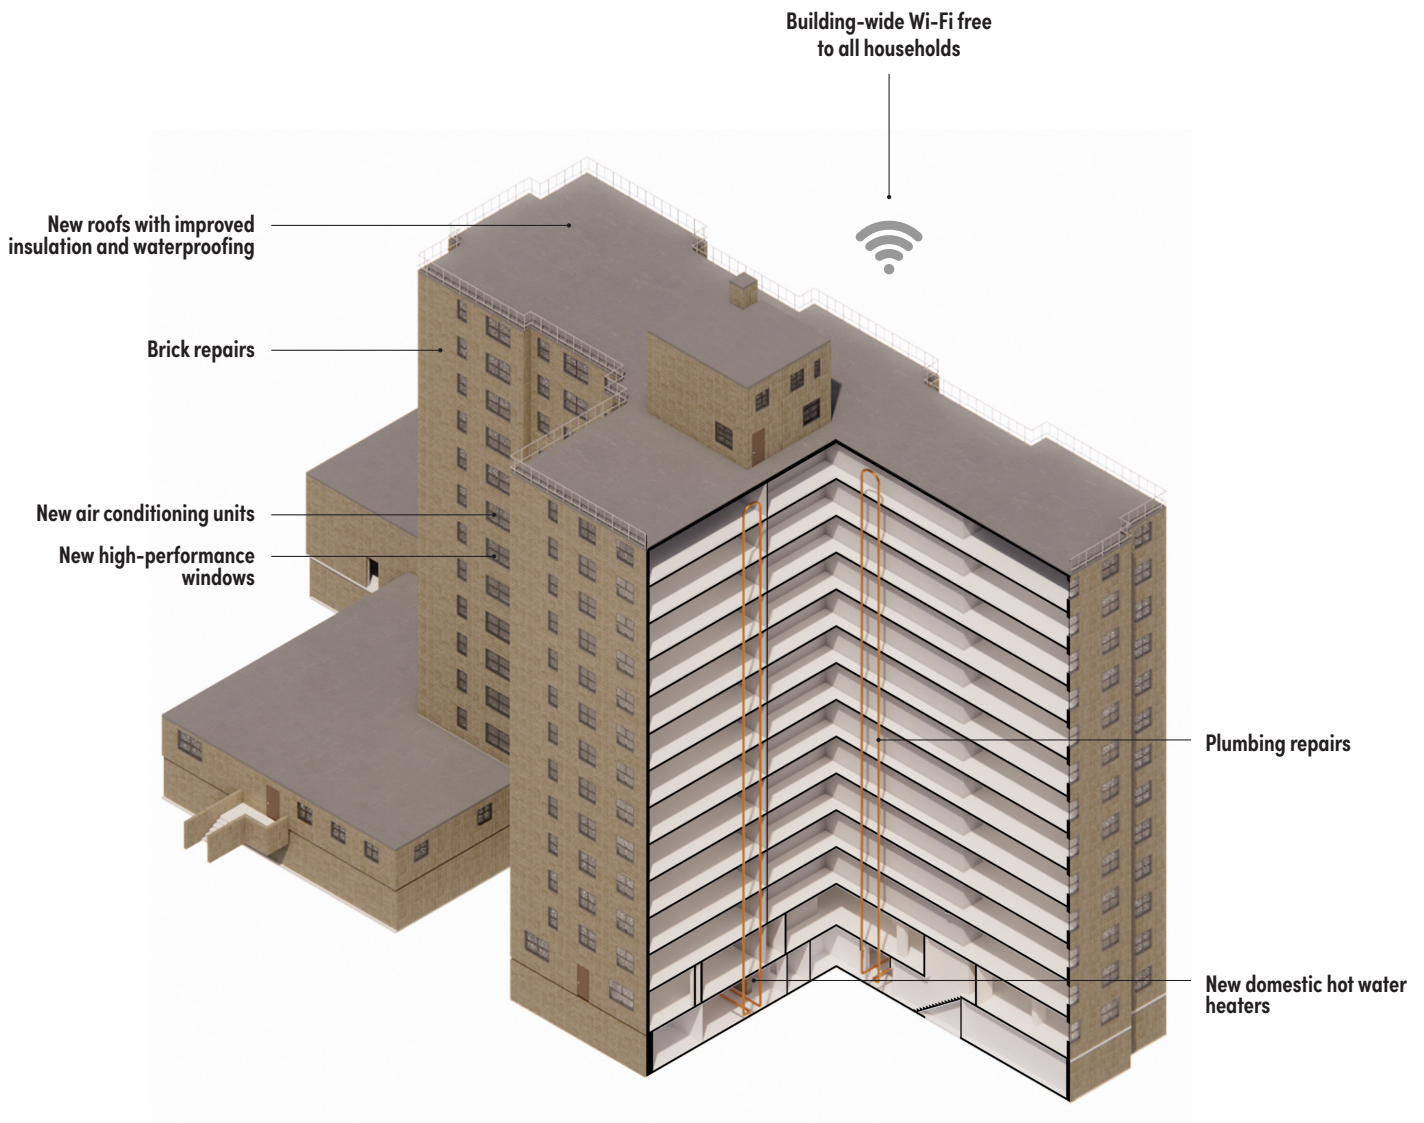 Building-wide Wi-Fi free
to all households
New roofs with improved
insulation and waterproofing
Brick repairs
New air conditioning units
New high-performance
windows
Plumbing repairs
New domestic hot water
heaters